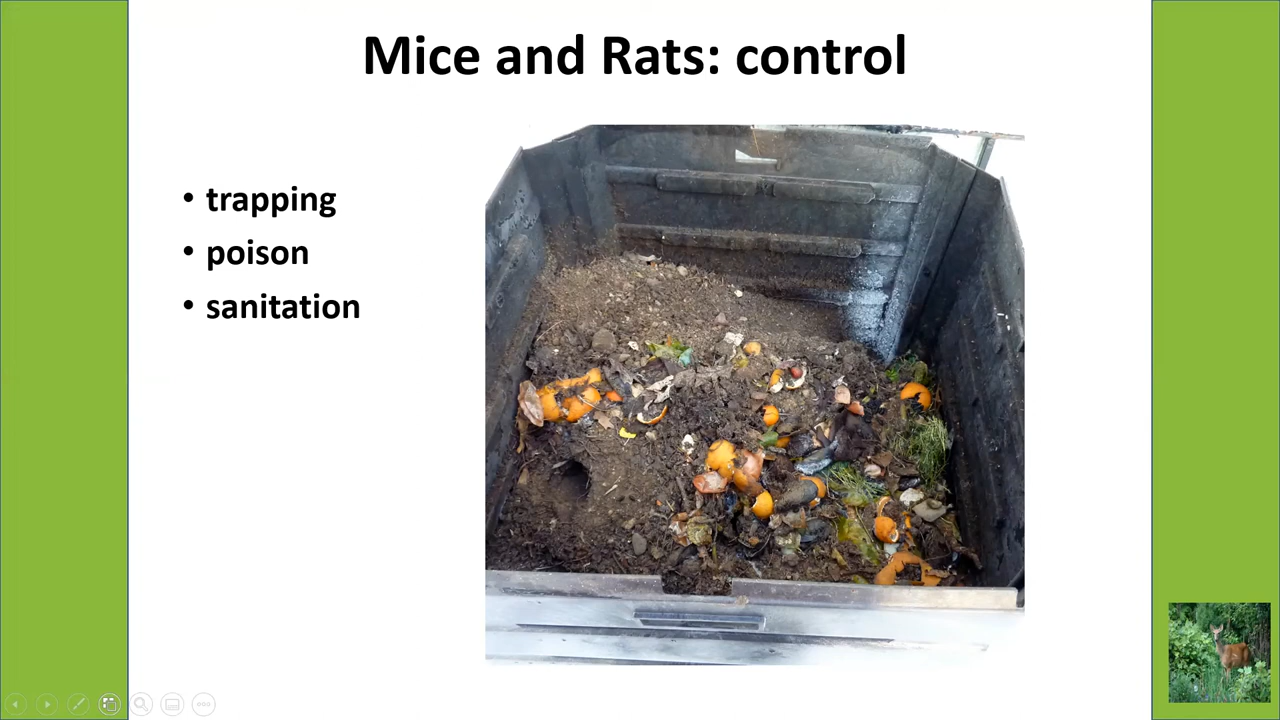 Mice and Rats: control
• trapping
• poison
• sanitation